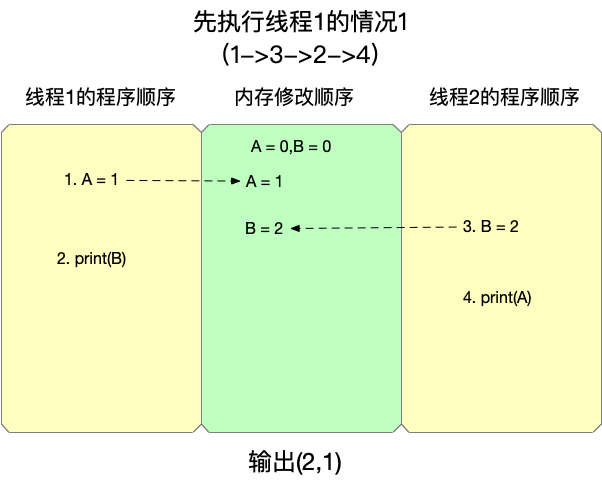 先执行线程1的情况1
（1->3->2->4）
线程1的程序顺序 内存修改顺序 线程2的程序顺序
A = 0,B = 0
1. A = 1 A = 1
B = 2 3. B = 2
2. print(B)
4. print(A)
输出(2,1)